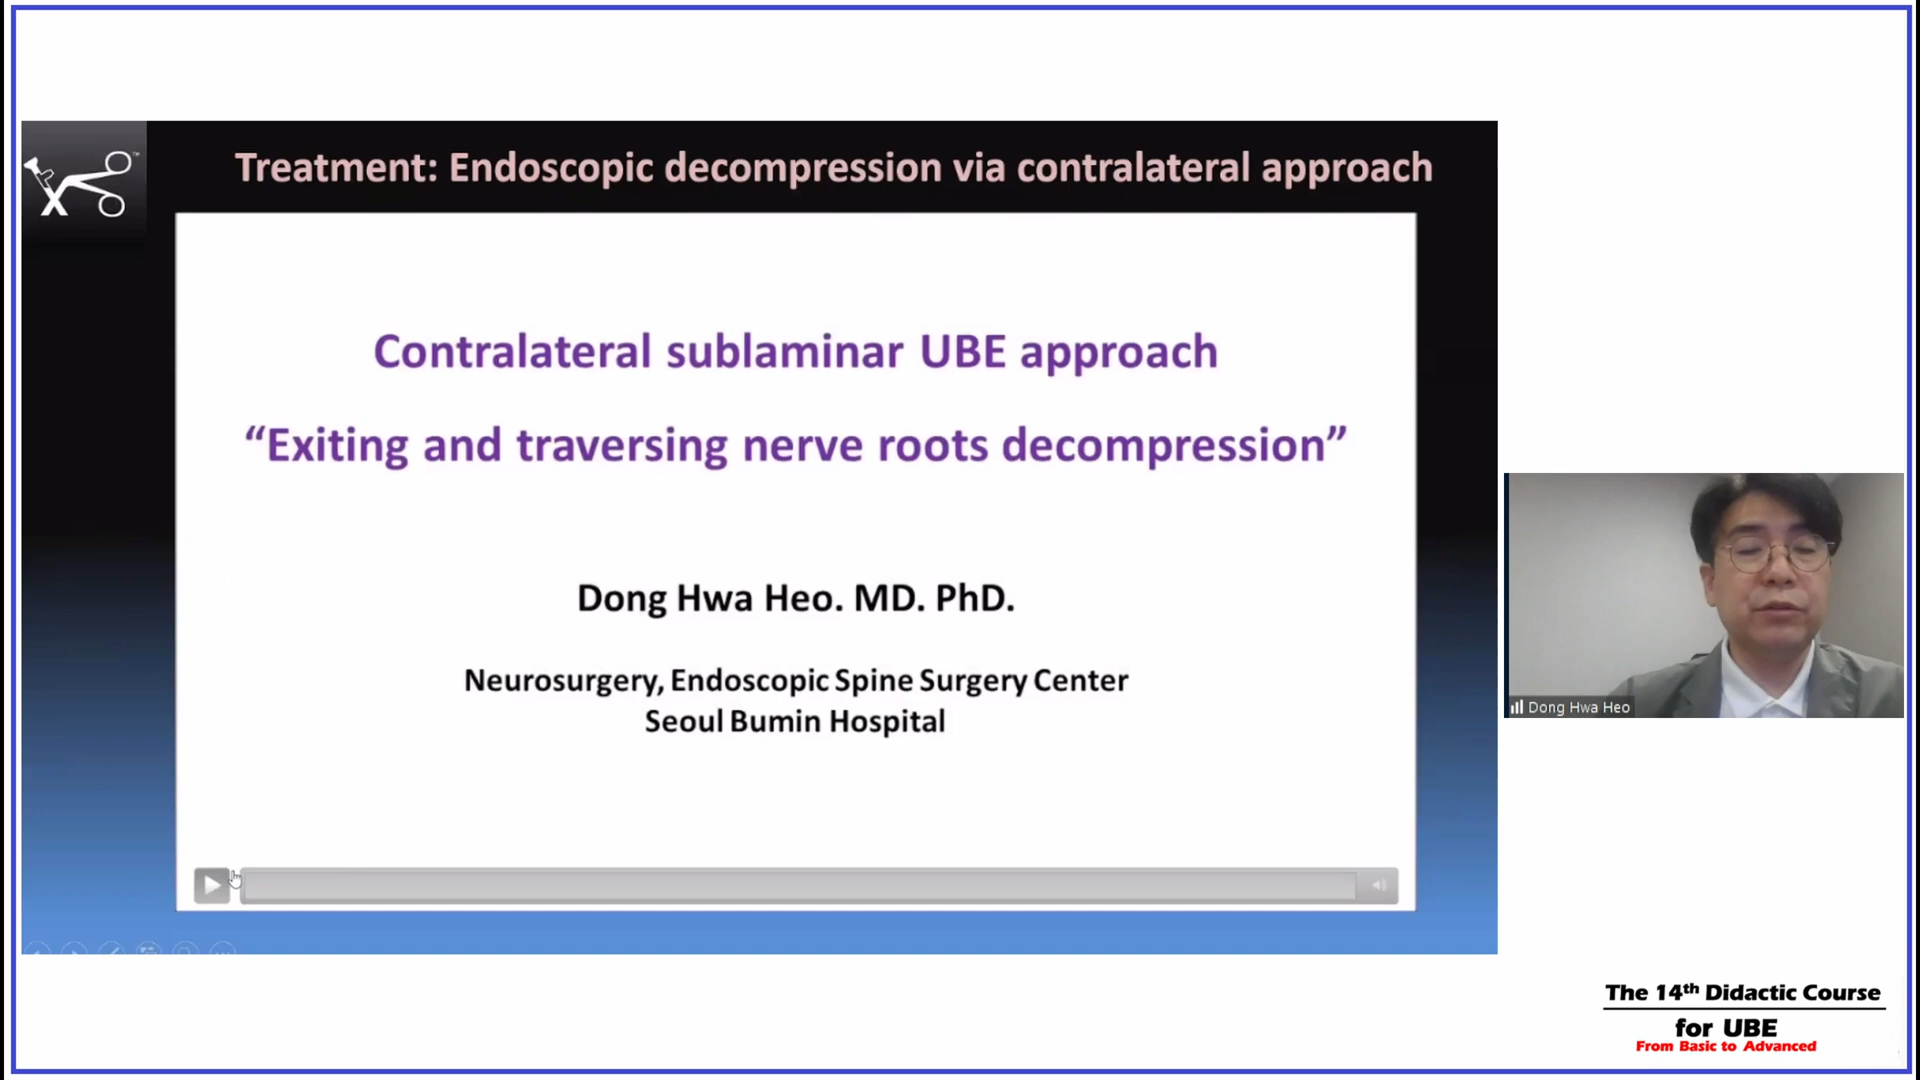 Treatment: Endoscopic decompression via contralateral approach
Contralateral sublaminar UBE approach
“Exiting and traversing nerve roots decompression”
Dong Hwa Heo. MD. PhD.
Neurosurgery, Endoscopic Spine Surgery Center
Seoul Bumin Hospital
Dong Hwa Heo
The 14th Didactic Course
for UBE
From Basic to Advanced